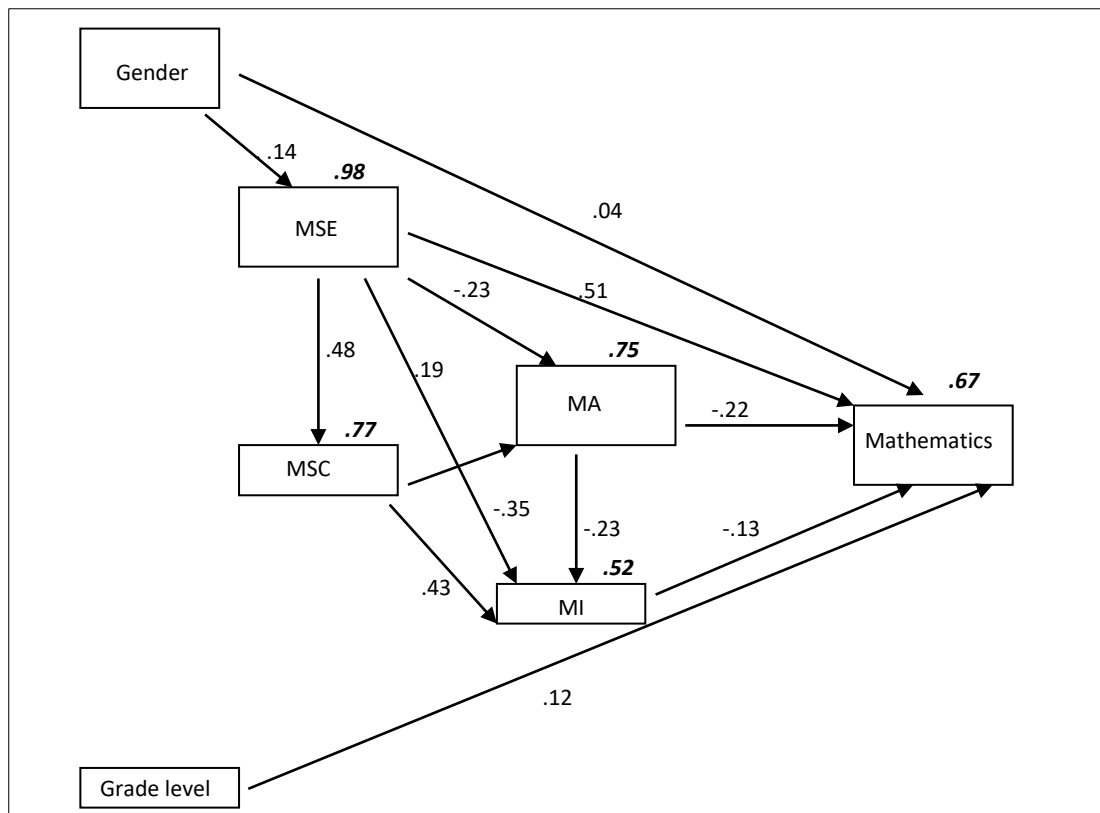 Gender
.14
.98
MSE
.04
-.23
.51
.48
.19
.75
MA
.67
-.22
Mathematics
.77
MSC
-.35
-.23
-.13
.52
.43
MI
.12
Grade level